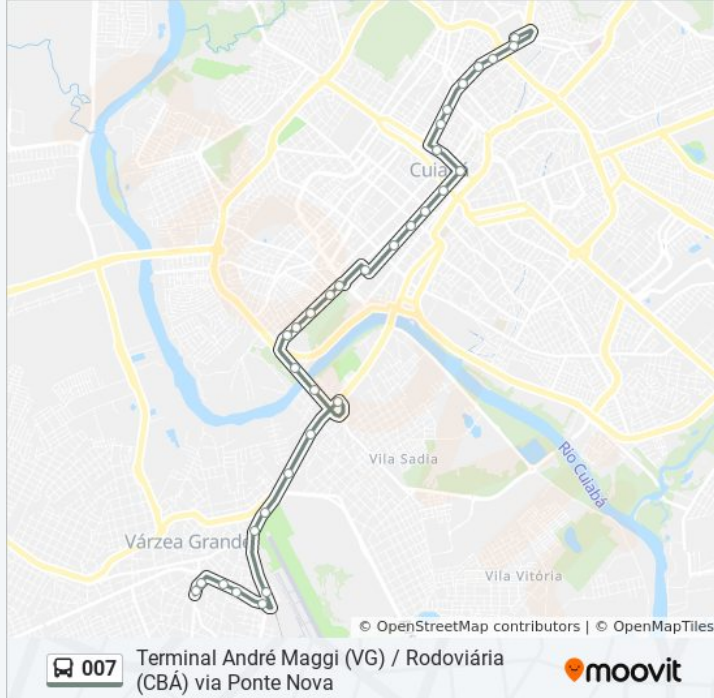 Cuiabá
Vila Sadia
Rio Cuiabá
Várzea Grande
Vila Vitória
© OpenStreetMap contributors | © OpenMapTiles
007
Terminal André Maggi (VG) / Rodoviária
(CBÁ) via Ponte Nova
moovit